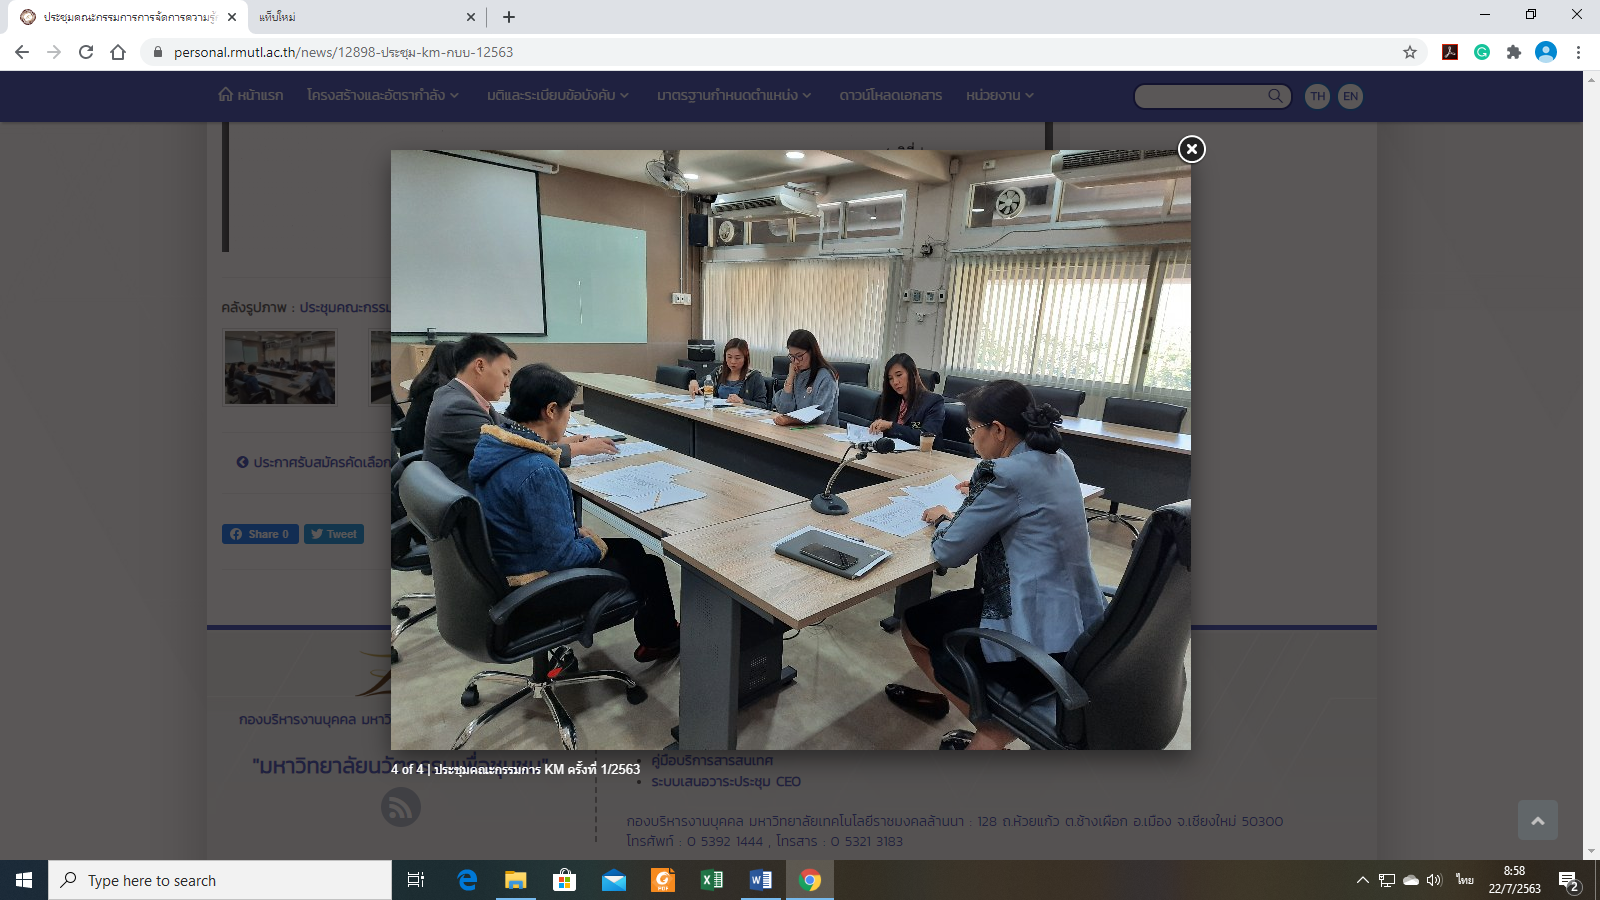 ประชุมคณะกรรมการการจัดการความรู้
แท็บใหม่
personal.rmutl.ac.th/news/12898-ประชุม-km-กบบ-12563
หน้าแรก
โครงสร้างและอัตรากำลัง
มติและระเบียบข้อบังคับ
มาตรฐานกำหนดตำแหน่ง
ดาวน์โหลดเอกสาร
หน่วยงาน
TH
EN
คลังรูปภาพ : ประชุมคณะกรรม
ประกาศรับสมัครคัดเลือก
Share 0
Tweet
กองบริหารงานบุคคล
"มหาวิทยาลัยนวัตกรรมเพื่อชุมชน"
4 of 4 | ประชุมคณะกรรมการ KM ครั้งที่ 1/2563
คู่มือบริการสารสนเทศ
ระบบเสนอวาระประชุม CEO
กองบริหารงานบุคคล มหาวิทยาลัยเทคโนโลยีราชมงคลล้านนา : 128 ถ.ห้วยแก้ว ต.ช้างเผือก อ.เมือง จ.เชียงใหม่ 50300
โทรศัพท์ : 0 5392 1444 , โทรสาร : 0 5321 3183
Type here to search
ไทย
8:58
22/7/2563
2